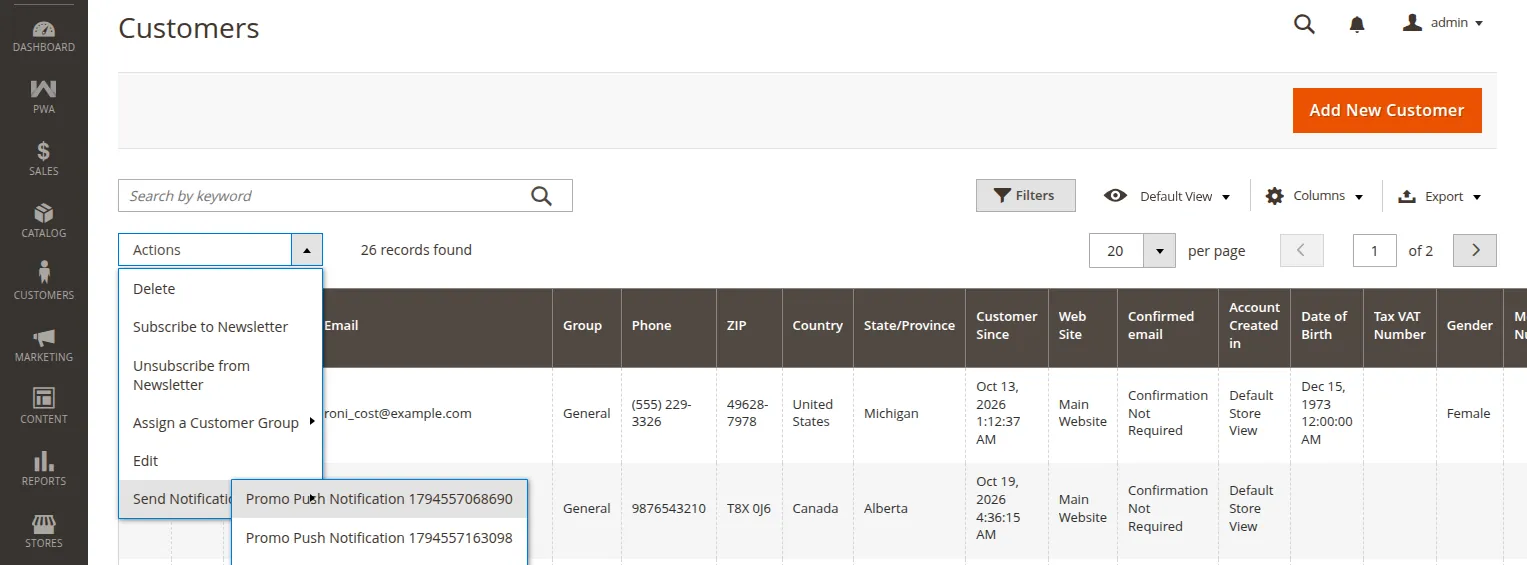 Customers
admin
DASHBOARD
PWA
SALES
CATALOG
CUSTOMERS
MARKETING
CONTENT
REPORTS
STORES
Add New Customer
Search by keyword
Filters
Default View
Columns
Export
Actions
26 records found
20
per page
1
of 2
Delete
Subscribe to Newsletter
Unsubscribe from
Newsletter
Assign a Customer Group
Edit
Send Notificatio
Promo Push Notification 1794557068690
Promo Push Notification 1794557163098
Email
Group
Phone
ZIP
Country
State/Province
Customer
Since
Web
Site
Confirmed
email
Account
Created
in
Date of
Birth
Tax VAT
Number
Gender
roni_cost@example.com
General
(555) 229-
3326
49628-
7978
United
States
Michigan
Oct 13,
2026
1:12:37
AM
Main
Website
Confirmation
Not
Required
Default
Store
View
Dec 15,
1973
12:00:00
AM
Female
General
9876543210
T8X 0J6
Canada
Alberta
Oct 19,
2026
4:36:15
AM
Main
Website
Confirmation
Not
Required
Default
Store
View